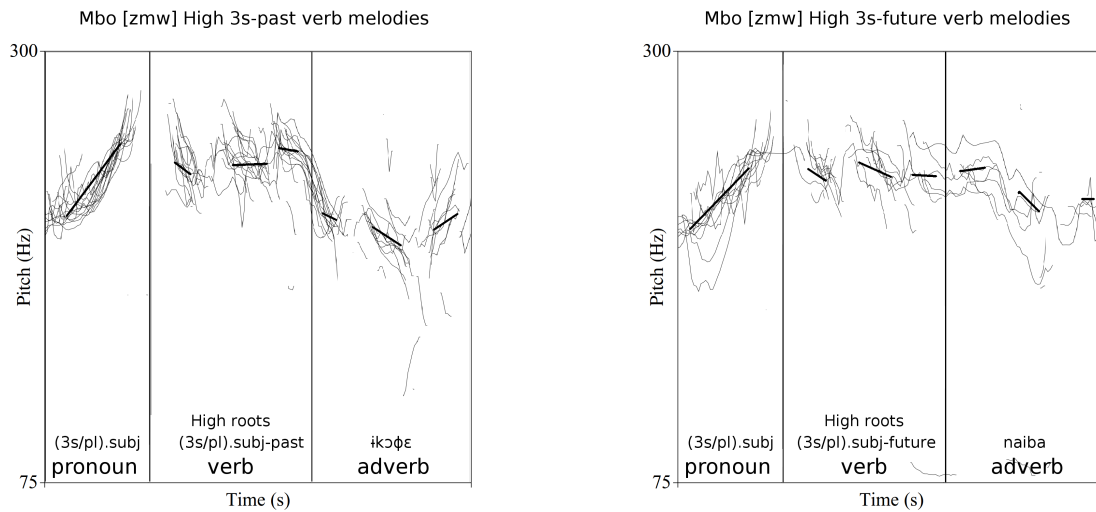 Mbo [zmw] High 3s-past verb melodies
300
Pitch (Hz)
75
High roots
(3s/pl).subj
(3s/pl).subj-past
ɨkɔɸɛ
pronoun
verb
adverb
Time (s)
Mbo [zmw] High 3s-future verb melodies
300
Pitch (Hz)
75
High roots
(3s/pl).subj
(3s/pl).subj-future
naiba
pronoun
verb
adverb
Time (s)